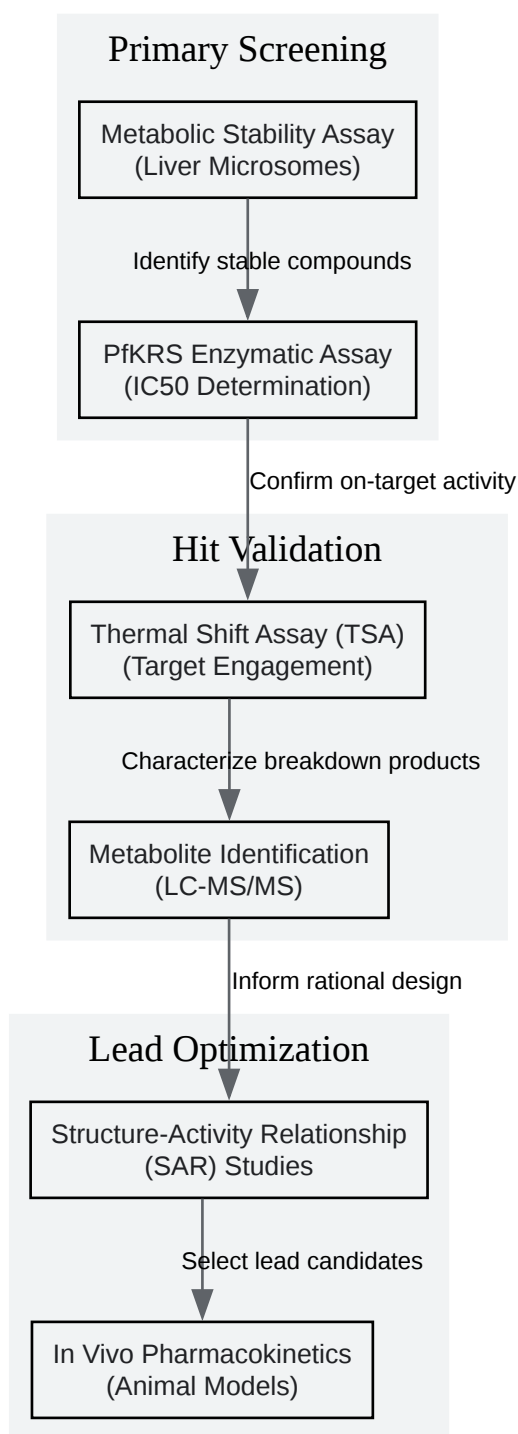 Primary Screening
Metabolic Stability Assay
(Liver Microsomes)
Identify stable compounds
PfKRS Enzymatic Assay
(IC50 Determination)
Confirm on-target activity
Hit Validation
Thermal Shift Assay (TSA)
(Target Engagement)
Characterize breakdown products
Metabolite Identification
(LC-MS/MS)
Inform rational design
Lead Optimization
Structure-Activity Relationship
(SAR) Studies
Select lead candidates
In Vivo Pharmacokinetics
(Animal Models)